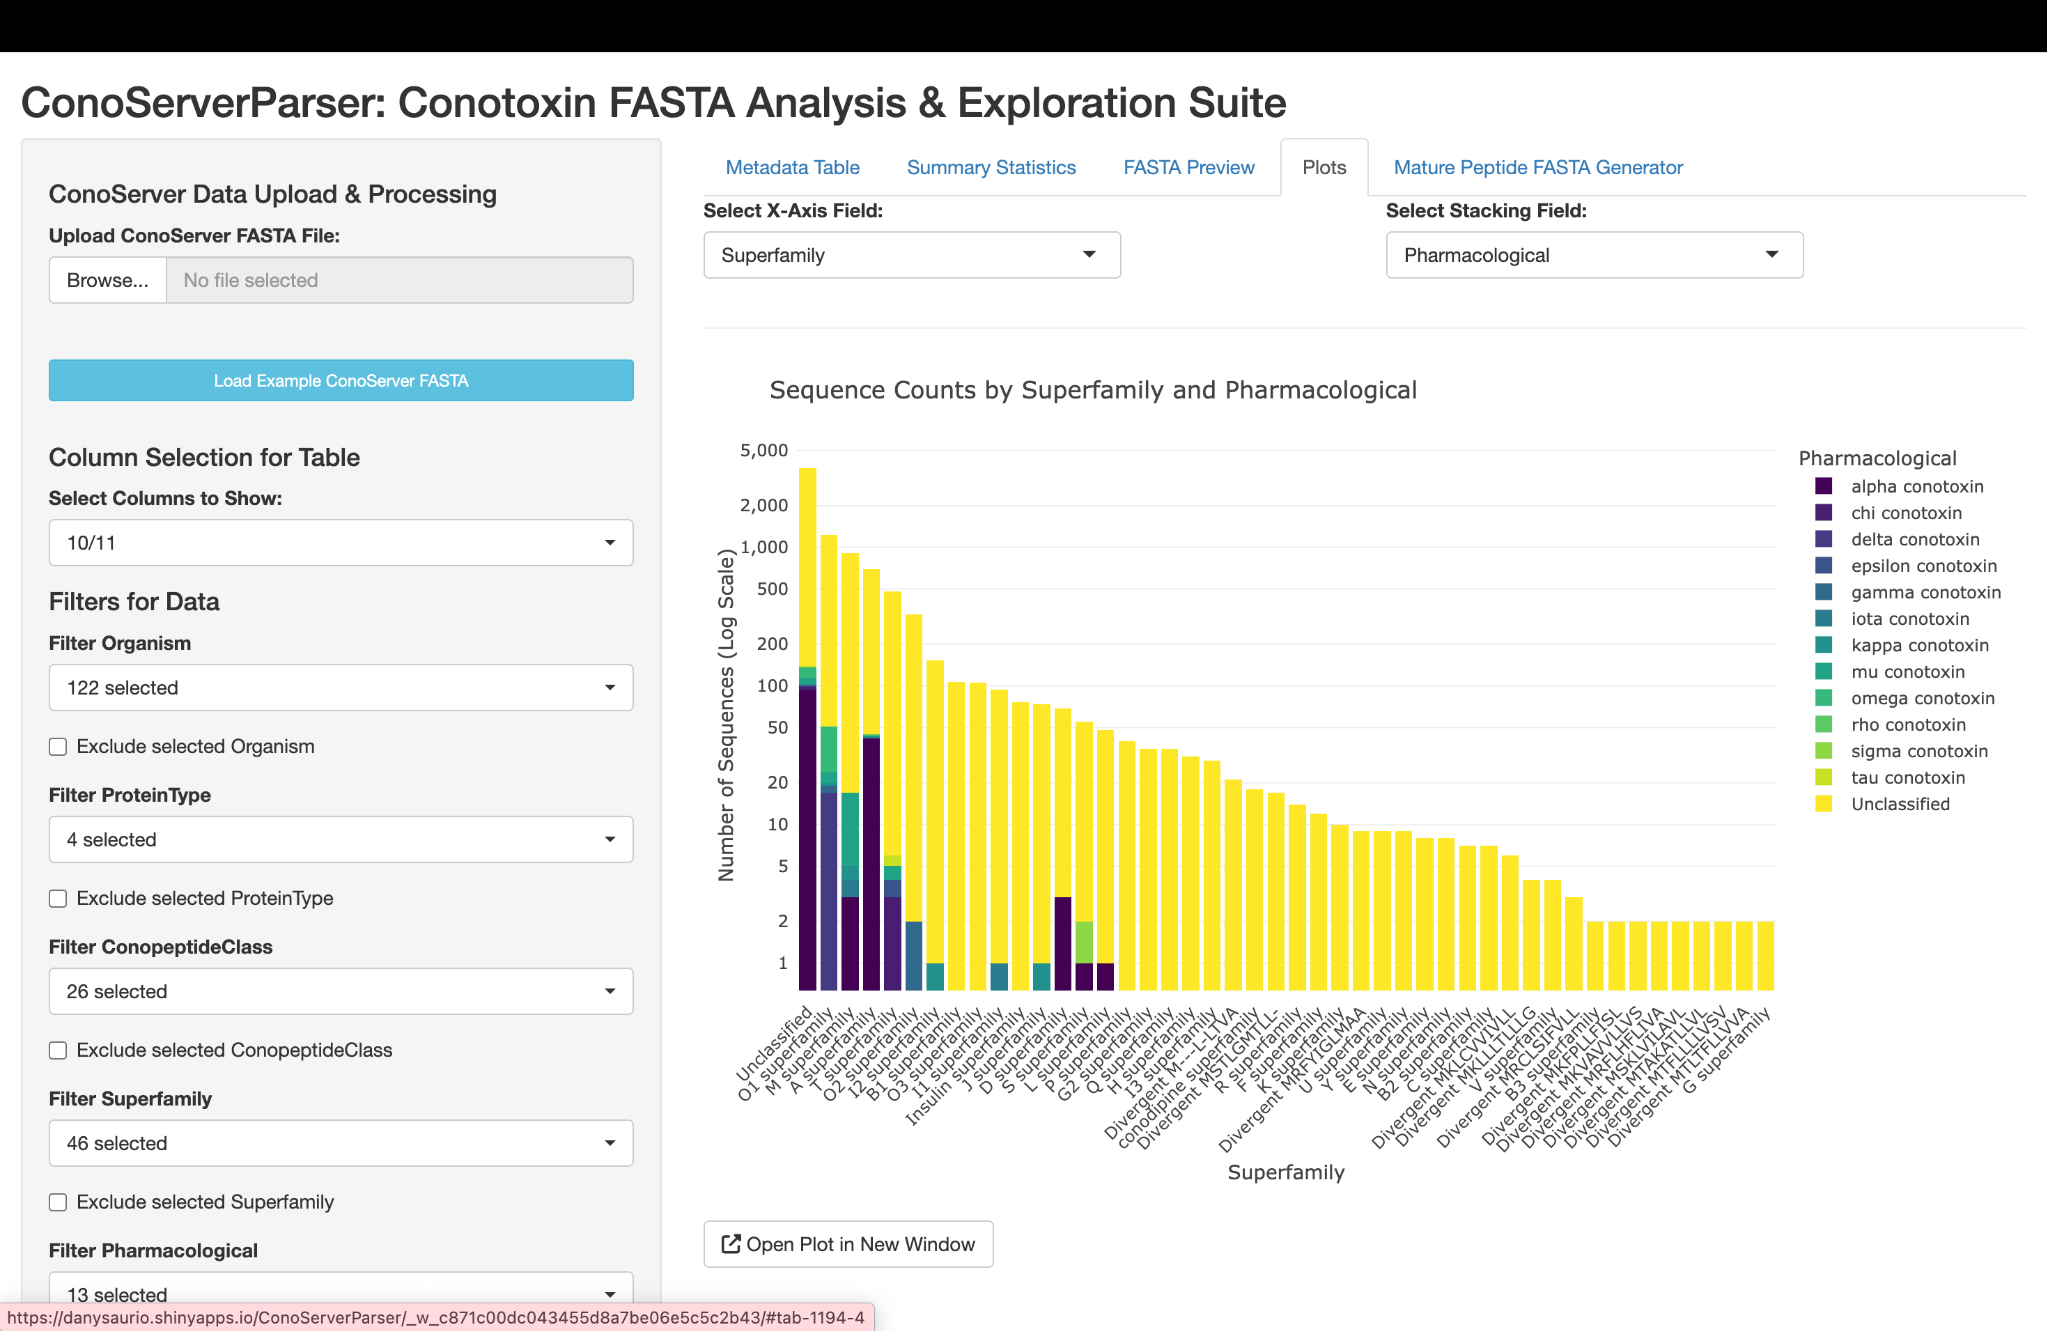 ConoServerParser: Conotoxin FASTA Analysis & Exploration Suite
ConoServer Data Upload & Processing
Upload ConoServer FASTA File:
Browse...
No file selected
Load Example ConoServer FASTA
Column Selection for Table
Select Columns to Show:
10/11
Filters for Data
Filter Organism
122 selected
Exclude selected Organism
Filter ProteinType
4 selected
Exclude selected ProteinType
Filter ConopeptideClass
26 selected
Exclude selected ConopeptideClass
Filter Superfamily
46 selected
Exclude selected Superfamily
Filter Pharmacological
13 selected
Metadata Table
Summary Statistics
FASTA Preview
Plots
Mature Peptide FASTA Generator
Select X-Axis Field:
Superfamily
Select Stacking Field:
Pharmacological
Sequence Counts by Superfamily and Pharmacological
Number of Sequences (Log Scale)
5,000
2,000
1,000
500
200
100
50
20
10
5
2
1
Unclassified
O1 superfamily
M superfamily
A superfamily
T superfamily
O2 superfamily
I2 superfamily
B1 superfamily
O3 superfamily
I1 superfamily
Insulin superfamily
J superfamily
D superfamily
S superfamily
L superfamily
P superfamily
G2 superfamily
Q superfamily
H superfamily
I3 superfamily
Divergent M---L-LTVA
conodipine superfamily
Divergent MSTLGMTLL-
R superfamily
F superfamily
K superfamily
Divergent MRFYIGLMAA
U superfamily
Y superfamily
E superfamily
N superfamily
B2 superfamily
C superfamily
Divergent MKLCVVIVLL
Divergent MKLLLTLLLG
V superfamily
Divergent MRCLSIFVLL
B3 superfamily
Divergent MKFPLLFISL
Divergent MKVAVVLLVS
Divergent MRFLHFLIVA
Divergent MSKLVILAVL
Divergent MTAKATLLVL
Divergent MTFLLLLVSV
Divergent MTLTFLLVVA
G superfamily
Superfamily
Pharmacological
alpha conotoxin
chi conotoxin
delta conotoxin
epsilon conotoxin
gamma conotoxin
iota conotoxin
kappa conotoxin
mu conotoxin
omega conotoxin
rho conotoxin
sigma conotoxin
tau conotoxin
Unclassified
Open Plot in New Window
https://danysaurio.shinyapps.io/ConoServerParser/_w_c871c00dc043455d8a7be06e5c5c2b43/#tab-1194-4